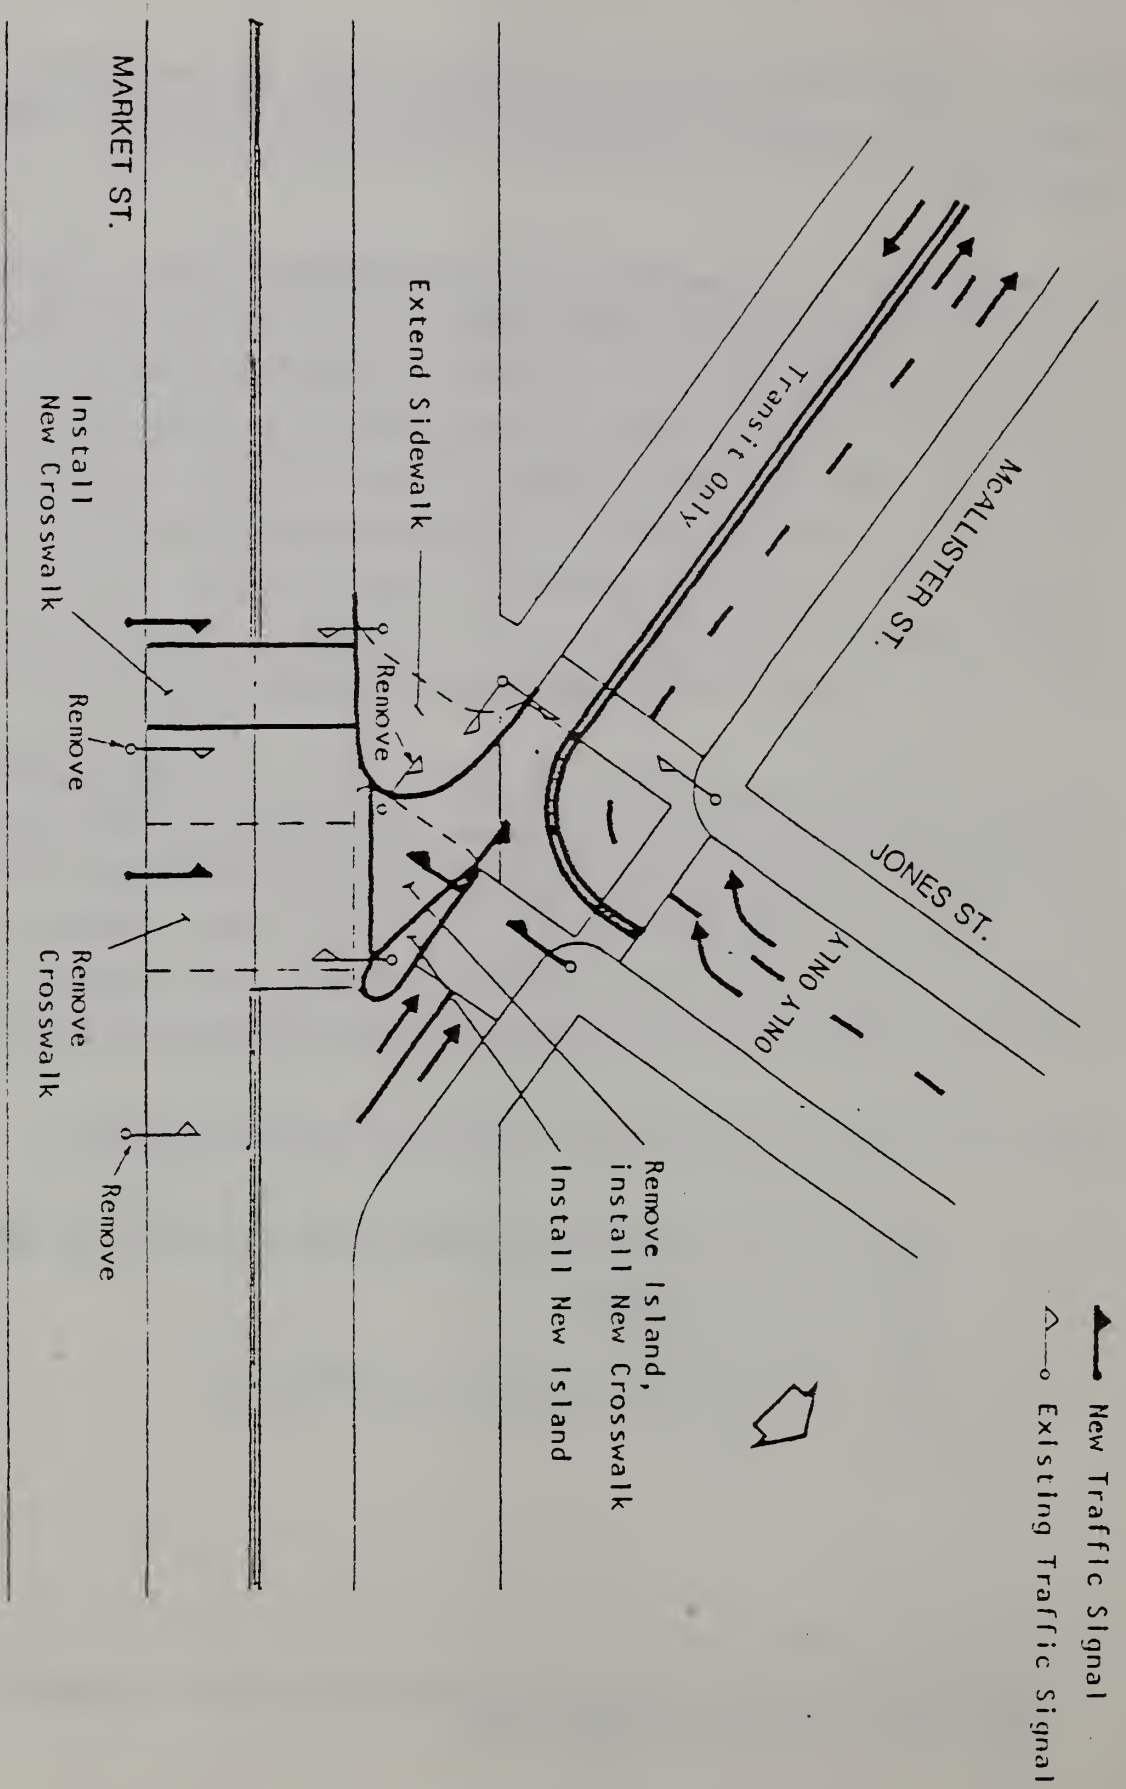 New Traffic Signal
Existing Traffic Signal
McALLISTER ST.
JONES ST.
Transit Only
ONLY ONLY
Extend Sidewalk
Remove
Remove Island,
install New Crosswalk
Install New Island
MARKET ST.
Install
New Crosswalk
Remove
Remove
Crosswalk
Remove